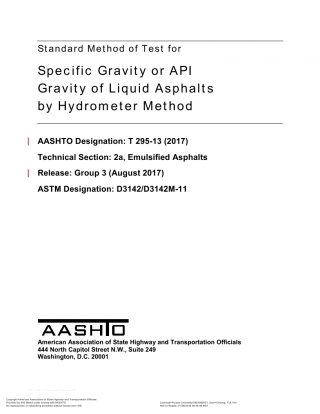 Standard Method of Test for
Specific Gravity or API
Gravity of Liquid Asphalts
by Hydrometer Method
AASHTO Designation: T 295-13 (2017)
Technical Section: 2a, Emulsified Asphalts
Release: Group 3 (August 2017)
ASTM Designation: D3142/D3142M-11
AASHTO
American Association of State Highway and Transportation Officials
444 North Capitol Street N.W., Suite 249
Washington, D.C. 20001